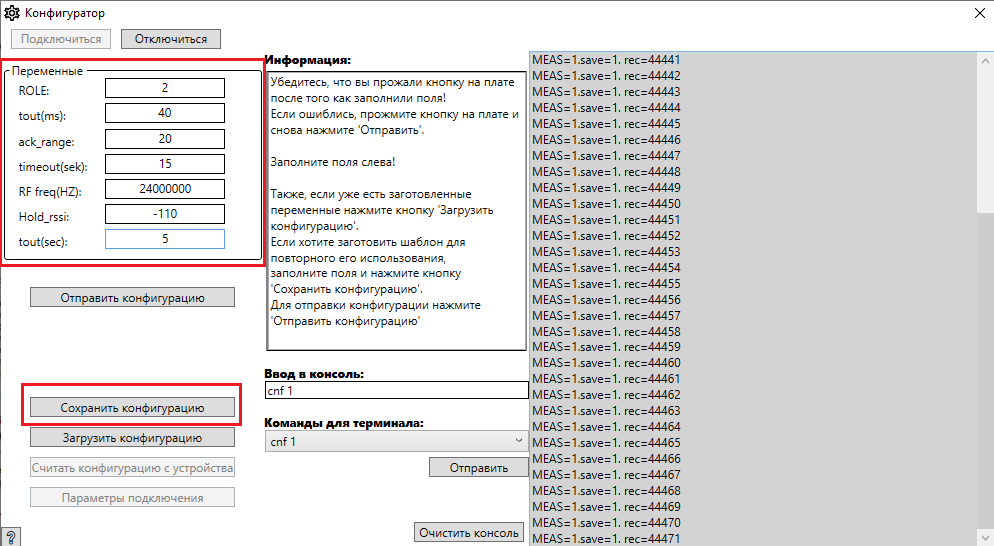 Конфигуратор
Подключиться
Отключиться
Переменные
ROLE: 2
tout(ms): 40
ack_range: 20
timeout(sek): 15
RF freq(HZ): 24000000
Hold_rssi: -110
tout(sec): 5
Отправить конфигурацию
Сохранить конфигурацию
Загрузить конфигурацию
Считать конфигурацию с устройства
Параметры подключения
?
Информация:
Убедитесь, что вы прожали кнопку на плате
после того как заполнили поля!
Если ошиблись, прожмите кнопку на плате и
снова нажмите 'Отправить'.
Заполните поля слева!
Также, если уже есть заготовленные
переменные нажмите кнопку 'Загрузить
конфигурацию'.
Если хотите заготовить шаблон для
повторного его использования,
заполните поля и нажмите кнопку
'Сохранить конфигурацию'.
Для отправки конфигурации нажмите
'Отправить конфигурацию'
Ввод в консоль:
cnf 1
Команды для терминала:
cnf 1
Отправить
Очистить консоль
MEAS=1.save=1. rec=44441
MEAS=1.save=1. rec=44442
MEAS=1.save=1. rec=44443
MEAS=1.save=1. rec=44444
MEAS=1.save=1. rec=44445
MEAS=1.save=1. rec=44446
MEAS=1.save=1. rec=44447
MEAS=1.save=1. rec=44448
MEAS=1.save=1. rec=44449
MEAS=1.save=1. rec=44450
MEAS=1.save=1. rec=44451
MEAS=1.save=1. rec=44452
MEAS=1.save=1. rec=44453
MEAS=1.save=1. rec=44454
MEAS=1.save=1. rec=44455
MEAS=1.save=1. rec=44456
MEAS=1.save=1. rec=44457
MEAS=1.save=1. rec=44458
MEAS=1.save=1. rec=44459
MEAS=1.save=1. rec=44460
MEAS=1.save=1. rec=44461
MEAS=1.save=1. rec=44462
MEAS=1.save=1. rec=44463
MEAS=1.save=1. rec=44464
MEAS=1.save=1. rec=44465
MEAS=1.save=1. rec=44466
MEAS=1.save=1. rec=44467
MEAS=1.save=1. rec=44468
MEAS=1.save=1. rec=44469
MEAS=1.save=1. rec=44470
MEAS=1.save=1. rec=44471